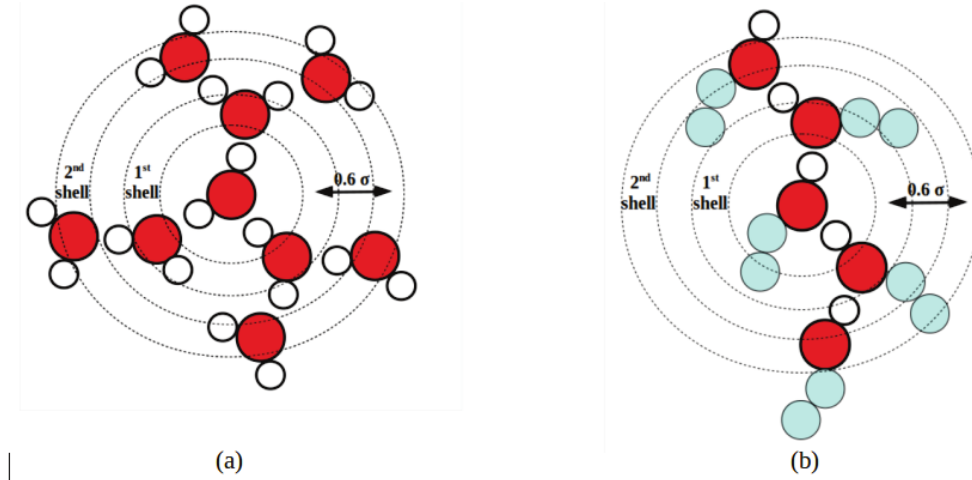 2nd
shell
1st
shell
0.6 σ
(a)
2nd
shell
1st
shell
0.6 σ
(b)